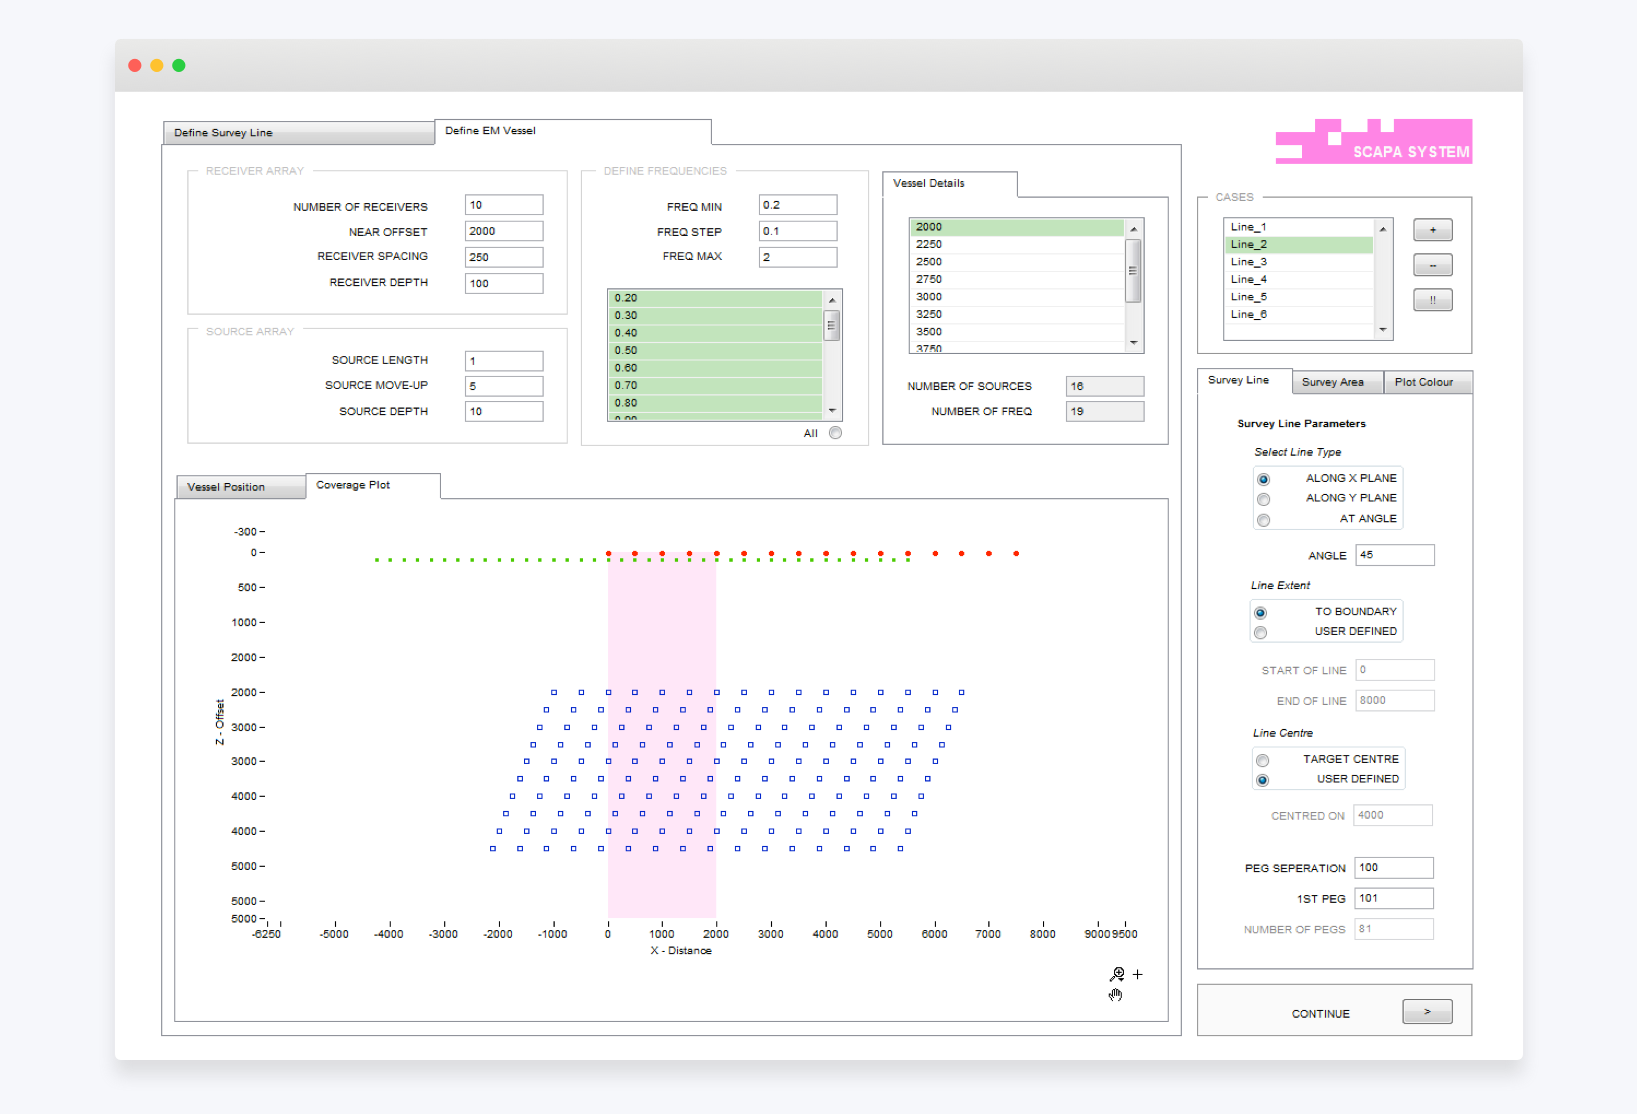 Define Survey Line
Define EM Vessel
SCAPA SYSTEM
RECEIVER ARRAY
NUMBER OF RECEIVERS 10
NEAR OFFSET 2000
RECEIVER SPACING 250
RECEIVER DEPTH 100
SOURCE ARRAY
SOURCE LENGTH 1
SOURCE MOVE-UP 5
SOURCE DEPTH 10
DEFINE FREQUENCIES
FREQ MIN 0.2
FREQ STEP 0.1
FREQ MAX 2
0.20
0.30
0.40
0.50
0.60
0.70
0.80
0.90
All
Vessel Details
2000
2250
2500
2750
3000
3250
3500
3750
NUMBER OF SOURCES 16
NUMBER OF FREQ 19
CASES
Line_1
Line_2
Line_3
Line_4
Line_5
Line_6
+
--
!!
Survey Line
Survey Area
Plot Colour
Survey Line Parameters
Select Line Type
ALONG X PLANE
ALONG Y PLANE
AT ANGLE
ANGLE 45
Line Extent
TO BOUNDARY
USER DEFINED
START OF LINE 0
END OF LINE 8000
Line Centre
TARGET CENTRE
USER DEFINED
CENTRED ON 4000
PEG SEPERATION 100
1ST PEG 101
NUMBER OF PEGS 81
CONTINUE >
Vessel Position
Coverage Plot
-300
0
500
1000
2000
2000
3000
3000
4000
4000
5000
5000
5000
Z - Offset
-6250 -5000 -4000 -3000 -2000 -1000 0 1000 2000 3000 4000 5000 6000 7000 8000 9000 9500
X - Distance